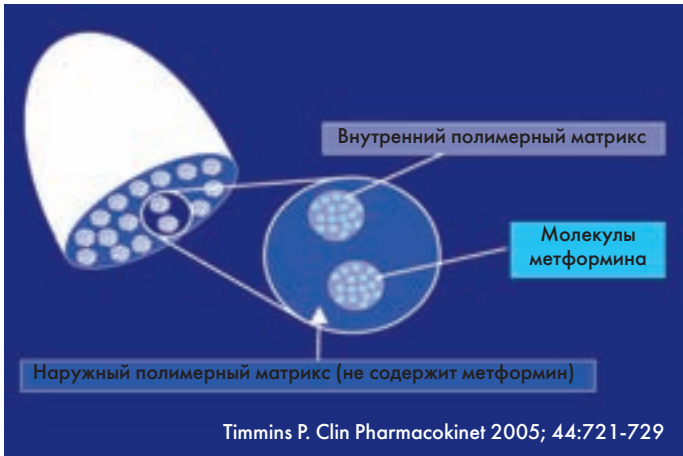 Внутренний полимерный матрикс
Молекулы
метформина
Наружный полимерный матрикс (не содержит метформин)
Timmins P. Clin Pharmacokinet 2005; 44:721-729